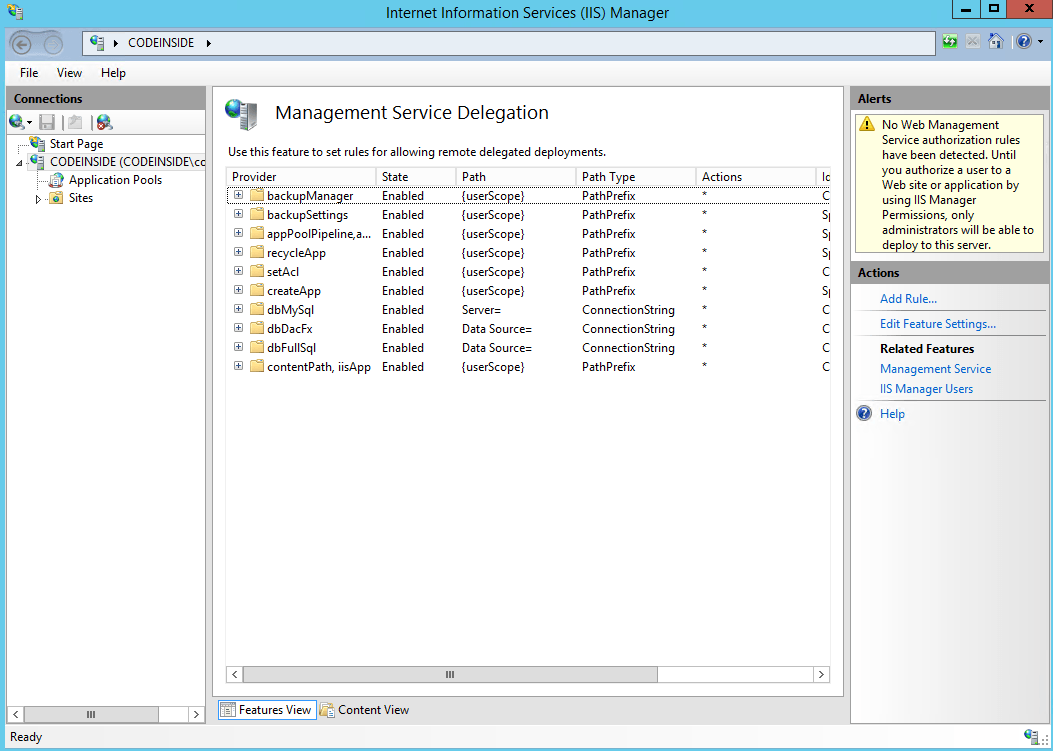 Internet Information Services (IIS) Manager
CODEINSIDE
File View Help
Connections
Start Page
CODEINSIDE (CODEINSIDE\co
Application Pools
Sites
Management Service Delegation
Use this feature to set rules for allowing remote delegated deployments.
Provider State Path Path Type Actions Id
backupManager Enabled {userScope} PathPrefix * C
backupSettings Enabled {userScope} PathPrefix * Sp
appPoolPipeline,a... Enabled {userScope} PathPrefix * C
recycleApp Enabled {userScope} PathPrefix * Sp
setAcl Enabled {userScope} PathPrefix * C
createApp Enabled {userScope} PathPrefix * Sp
dbMySql Enabled Server= ConnectionString * C
dbDacFx Enabled Data Source= ConnectionString * C
dbFullSql Enabled Data Source= ConnectionString * C
contentPath, iisApp Enabled {userScope} PathPrefix * C
Features View Content View
Alerts
No Web Management
Service authorization rules
have been detected. Until
you authorize a user to a
Web site or application by
using IIS Manager
Permissions, only
administrators will be able to
deploy to this server.
Actions
Add Rule...
Edit Feature Settings...
Related Features
Management Service
IIS Manager Users
Help
Ready